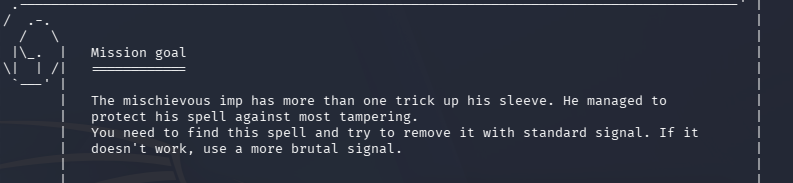 Mission goal
============
The mischievous imp has more than one trick up his sleeve. He managed to
protect his spell against most tampering.
You need to find this spell and try to remove it with standard signal. If it
doesn't work, use a more brutal signal.